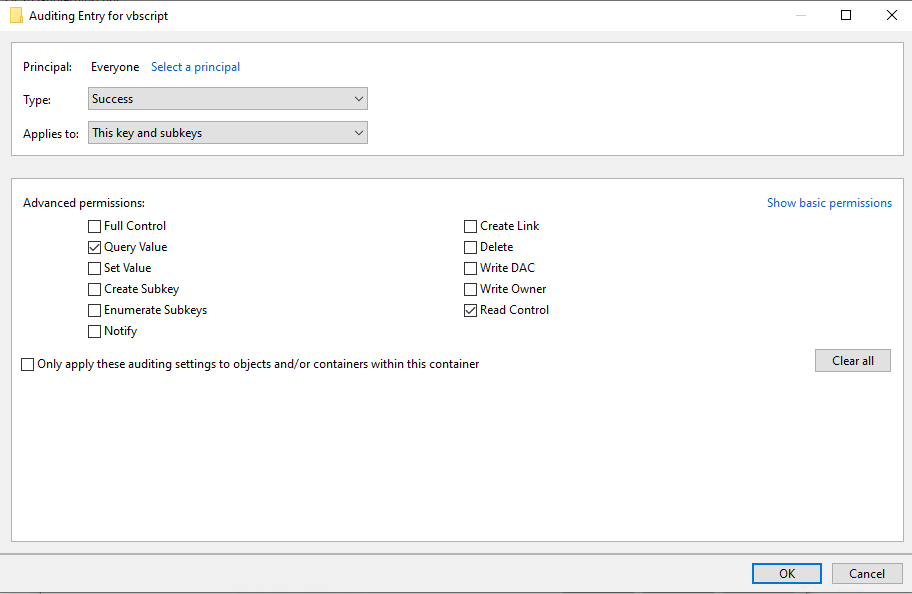 Auditing Entry for vbscript
Principal: Everyone Select a principal
Type: Success
Applies to: This key and subkeys
Advanced permissions: Show basic permissions
Full Control Create Link
Query Value Delete
Set Value Write DAC
Create Subkey Write Owner
Enumerate Subkeys Read Control
Notify
Only apply these auditing settings to objects and/or containers within this container Clear all
OK Cancel